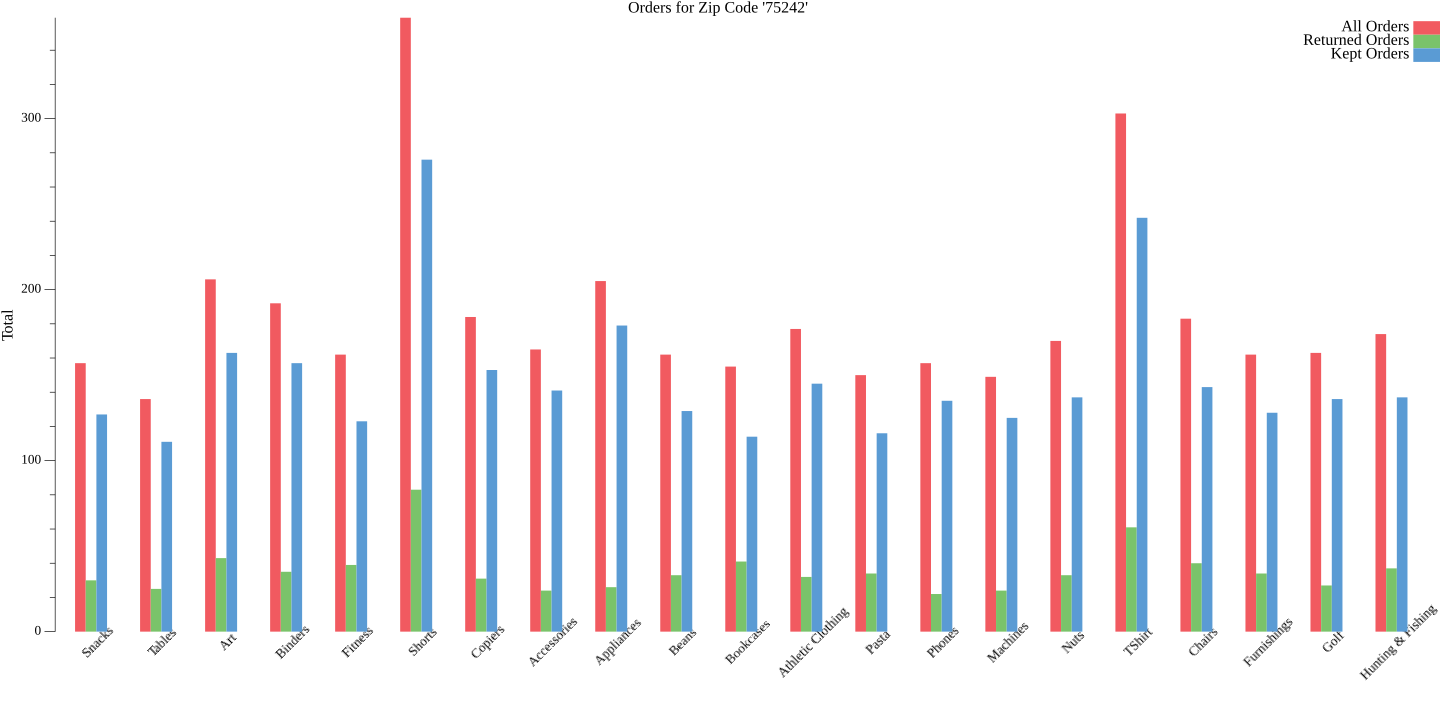 Orders for Zip Code '75242'
All Orders
Returned Orders
Kept Orders
300
200
100
0
Total
Snacks
Tables
Art
Binders
Fitness
Shorts
Copiers
Accessories
Appliances
Beans
Bookcases
Athletic Clothing
Pasta
Phones
Machines
Nuts
TShirt
Chairs
Furnishings
Golf
Hunting & Fishing